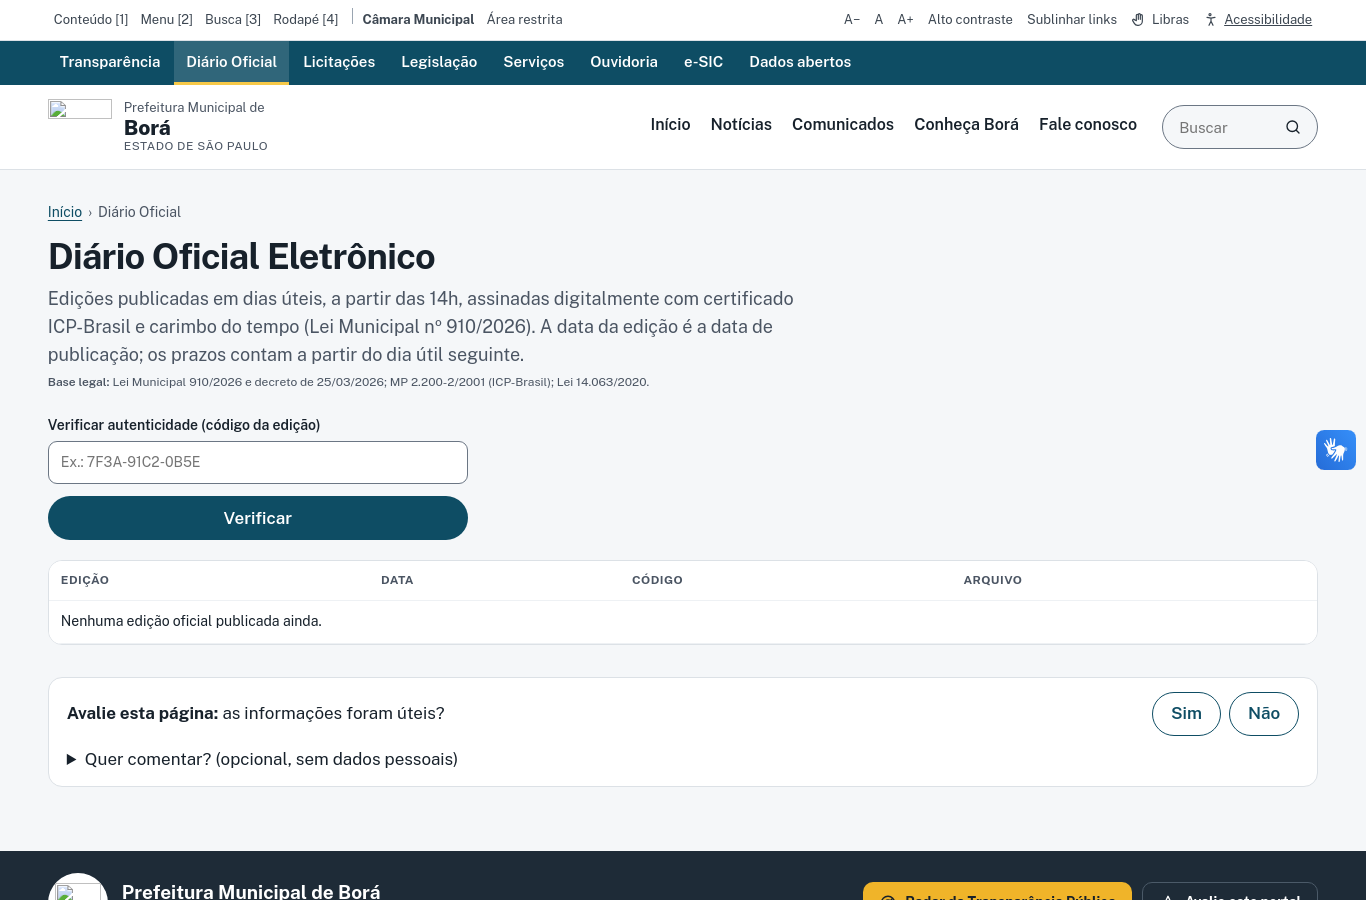 Conteúdo [1] Menu [2] Busca [3] Rodapé [4] Câmara Municipal Área restrita A− A A+ Alto contraste Sublinhar links Libras Acessibilidade
Transparência Diário Oficial Licitações Legislação Serviços Ouvidoria e-SIC Dados abertos
Prefeitura Municipal de
Borá
ESTADO DE SÃO PAULO
Início Notícias Comunicados Conheça Borá Fale conosco Buscar
Início › Diário Oficial
Diário Oficial Eletrônico
Edições publicadas em dias úteis, a partir das 14h, assinadas digitalmente com certificado
ICP-Brasil e carimbo do tempo (Lei Municipal nº 910/2026). A data da edição é a data de
publicação; os prazos contam a partir do dia útil seguinte.
Base legal: Lei Municipal 910/2026 e decreto de 25/03/2026; MP 2.200-2/2001 (ICP-Brasil); Lei 14.063/2020.
Verificar autenticidade (código da edição)
Ex.: 7F3A-91C2-0B5E
Verificar
EDIÇÃO DATA CÓDIGO ARQUIVO
Nenhuma edição oficial publicada ainda.
Avalie esta página: as informações foram úteis? Sim Não
Quer comentar? (opcional, sem dados pessoais)
Prefeitura Municipal de Borá
Radar da Transparência Pública Avalie este portal